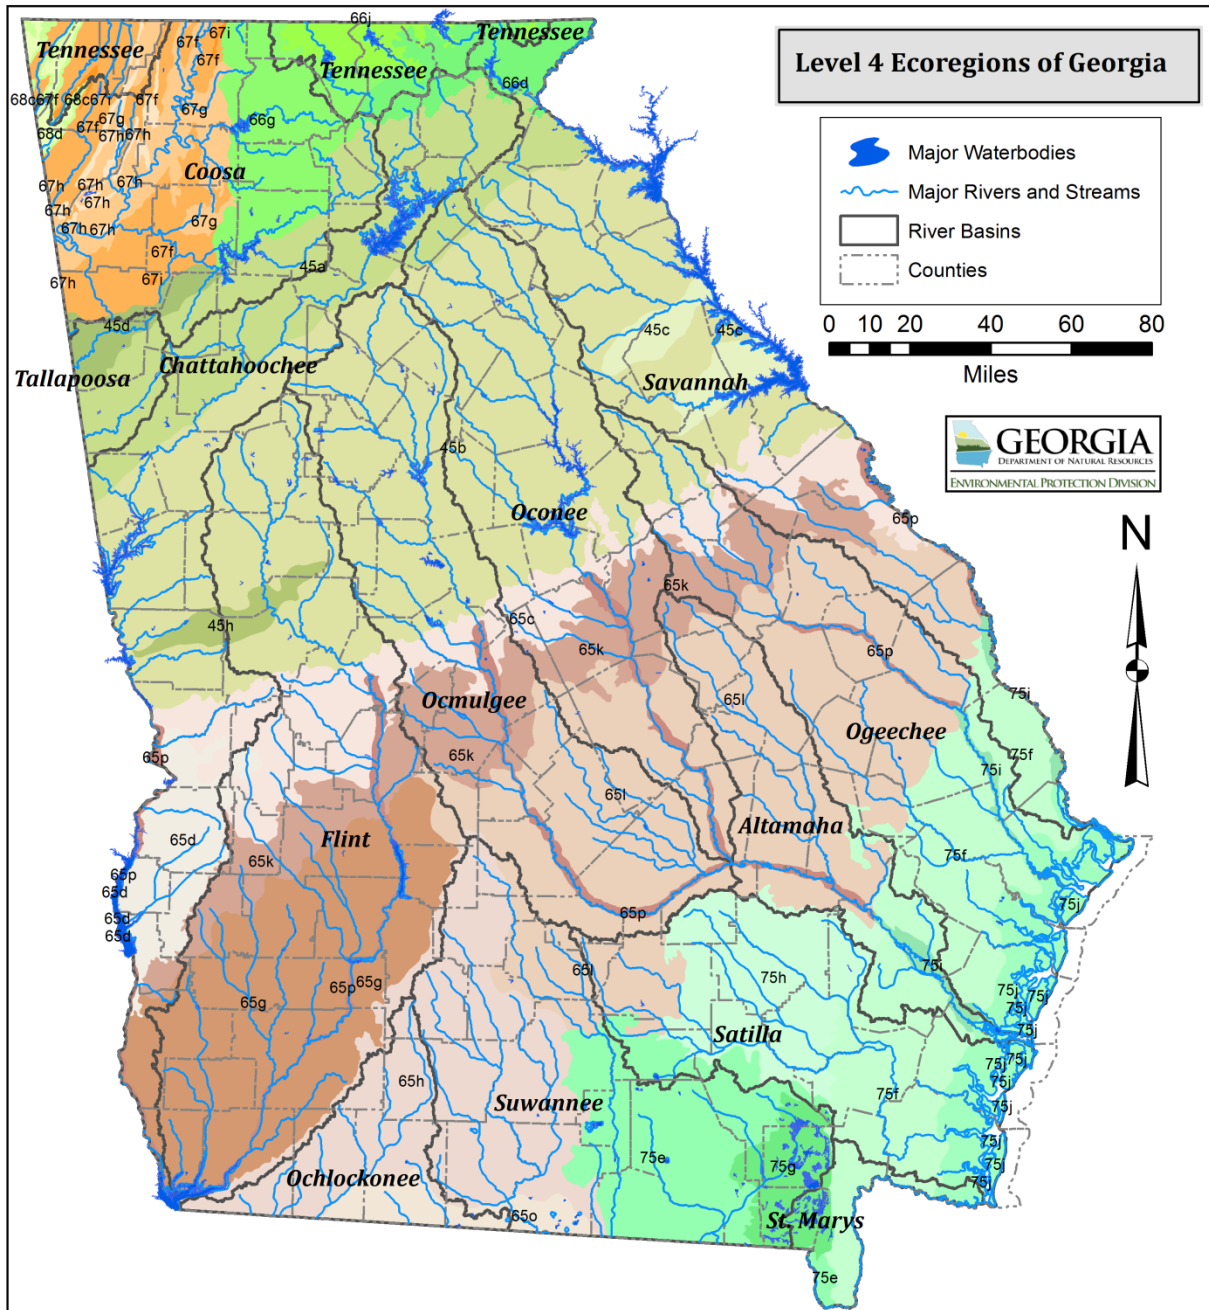 Level 4 Ecoregions of Georgia
Major Waterbodies
Major Rivers and Streams
River Basins
Counties
0 10 20 40 60 80
Miles
GEORGIA
DEPARTMENT OF NATURAL RESOURCES
ENVIRONMENTAL PROTECTION DIVISION
N
66j
Tennessee
67i
Tennessee
67f
67f
Tennessee
66d
68c
67f
68c
67f
67f
67g
67g
66g
67f
68d
67h
67h
Coosa
67h
67h
67h
67h
67h
67g
67h
67h
67f
45a
67h
67i
45d
45c
45c
Chattahoochee
Tallapoosa
Savannah
45b
Oconee
65p
65k
65c
45h
65k
65p
75i
Ocmulgee
65l
Ogeechee
65p
65k
75f
75i
65l
Altamaha
65d
Flint
65k
75f
65p
65d
75j
65p
65d
65d
65l
75h
75i
65g
65p
65g
75j
75j
75j
75j
Satilla
75j
75j
75j
65h
75f
Suwannee
75j
75j
75e
75g
75j
Ochlockonee
75j
65o
St. Marys
75e